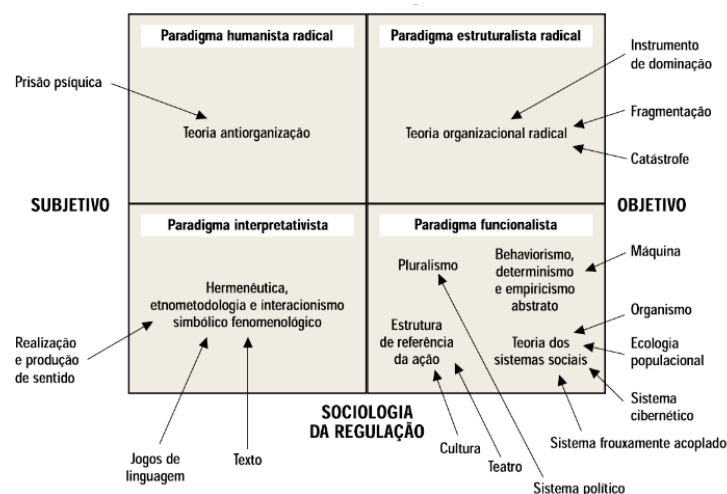 Paradigma humanista radical
Paradigma estruturalista radical
Instrumento
de dominação
Prisão psíquica
Fragmentação
Teoria antiorganização
Teoria organizacional radical
Catástrofe
SUBJETIVO
OBJETIVO
Paradigma interpretativista
Paradigma funcionalista
Pluralismo
Behaviorismo,
determinismo
e empiricismo
abstrato
Máquina
Hermenêutica,
etnometodologia e interacionismo
simbólico fenomenológico
Organismo
Estrutura
de referência
da ação
Teoria dos
sistemas sociais
Ecologia
populacional
Realização
e produção
de sentido
Sistema
cibernético
SOCIOLOGIA
DA REGULAÇÃO
Sistema frouxamente acoplado
Cultura
Teatro
Jogos de
linguagem
Texto
Sistema político